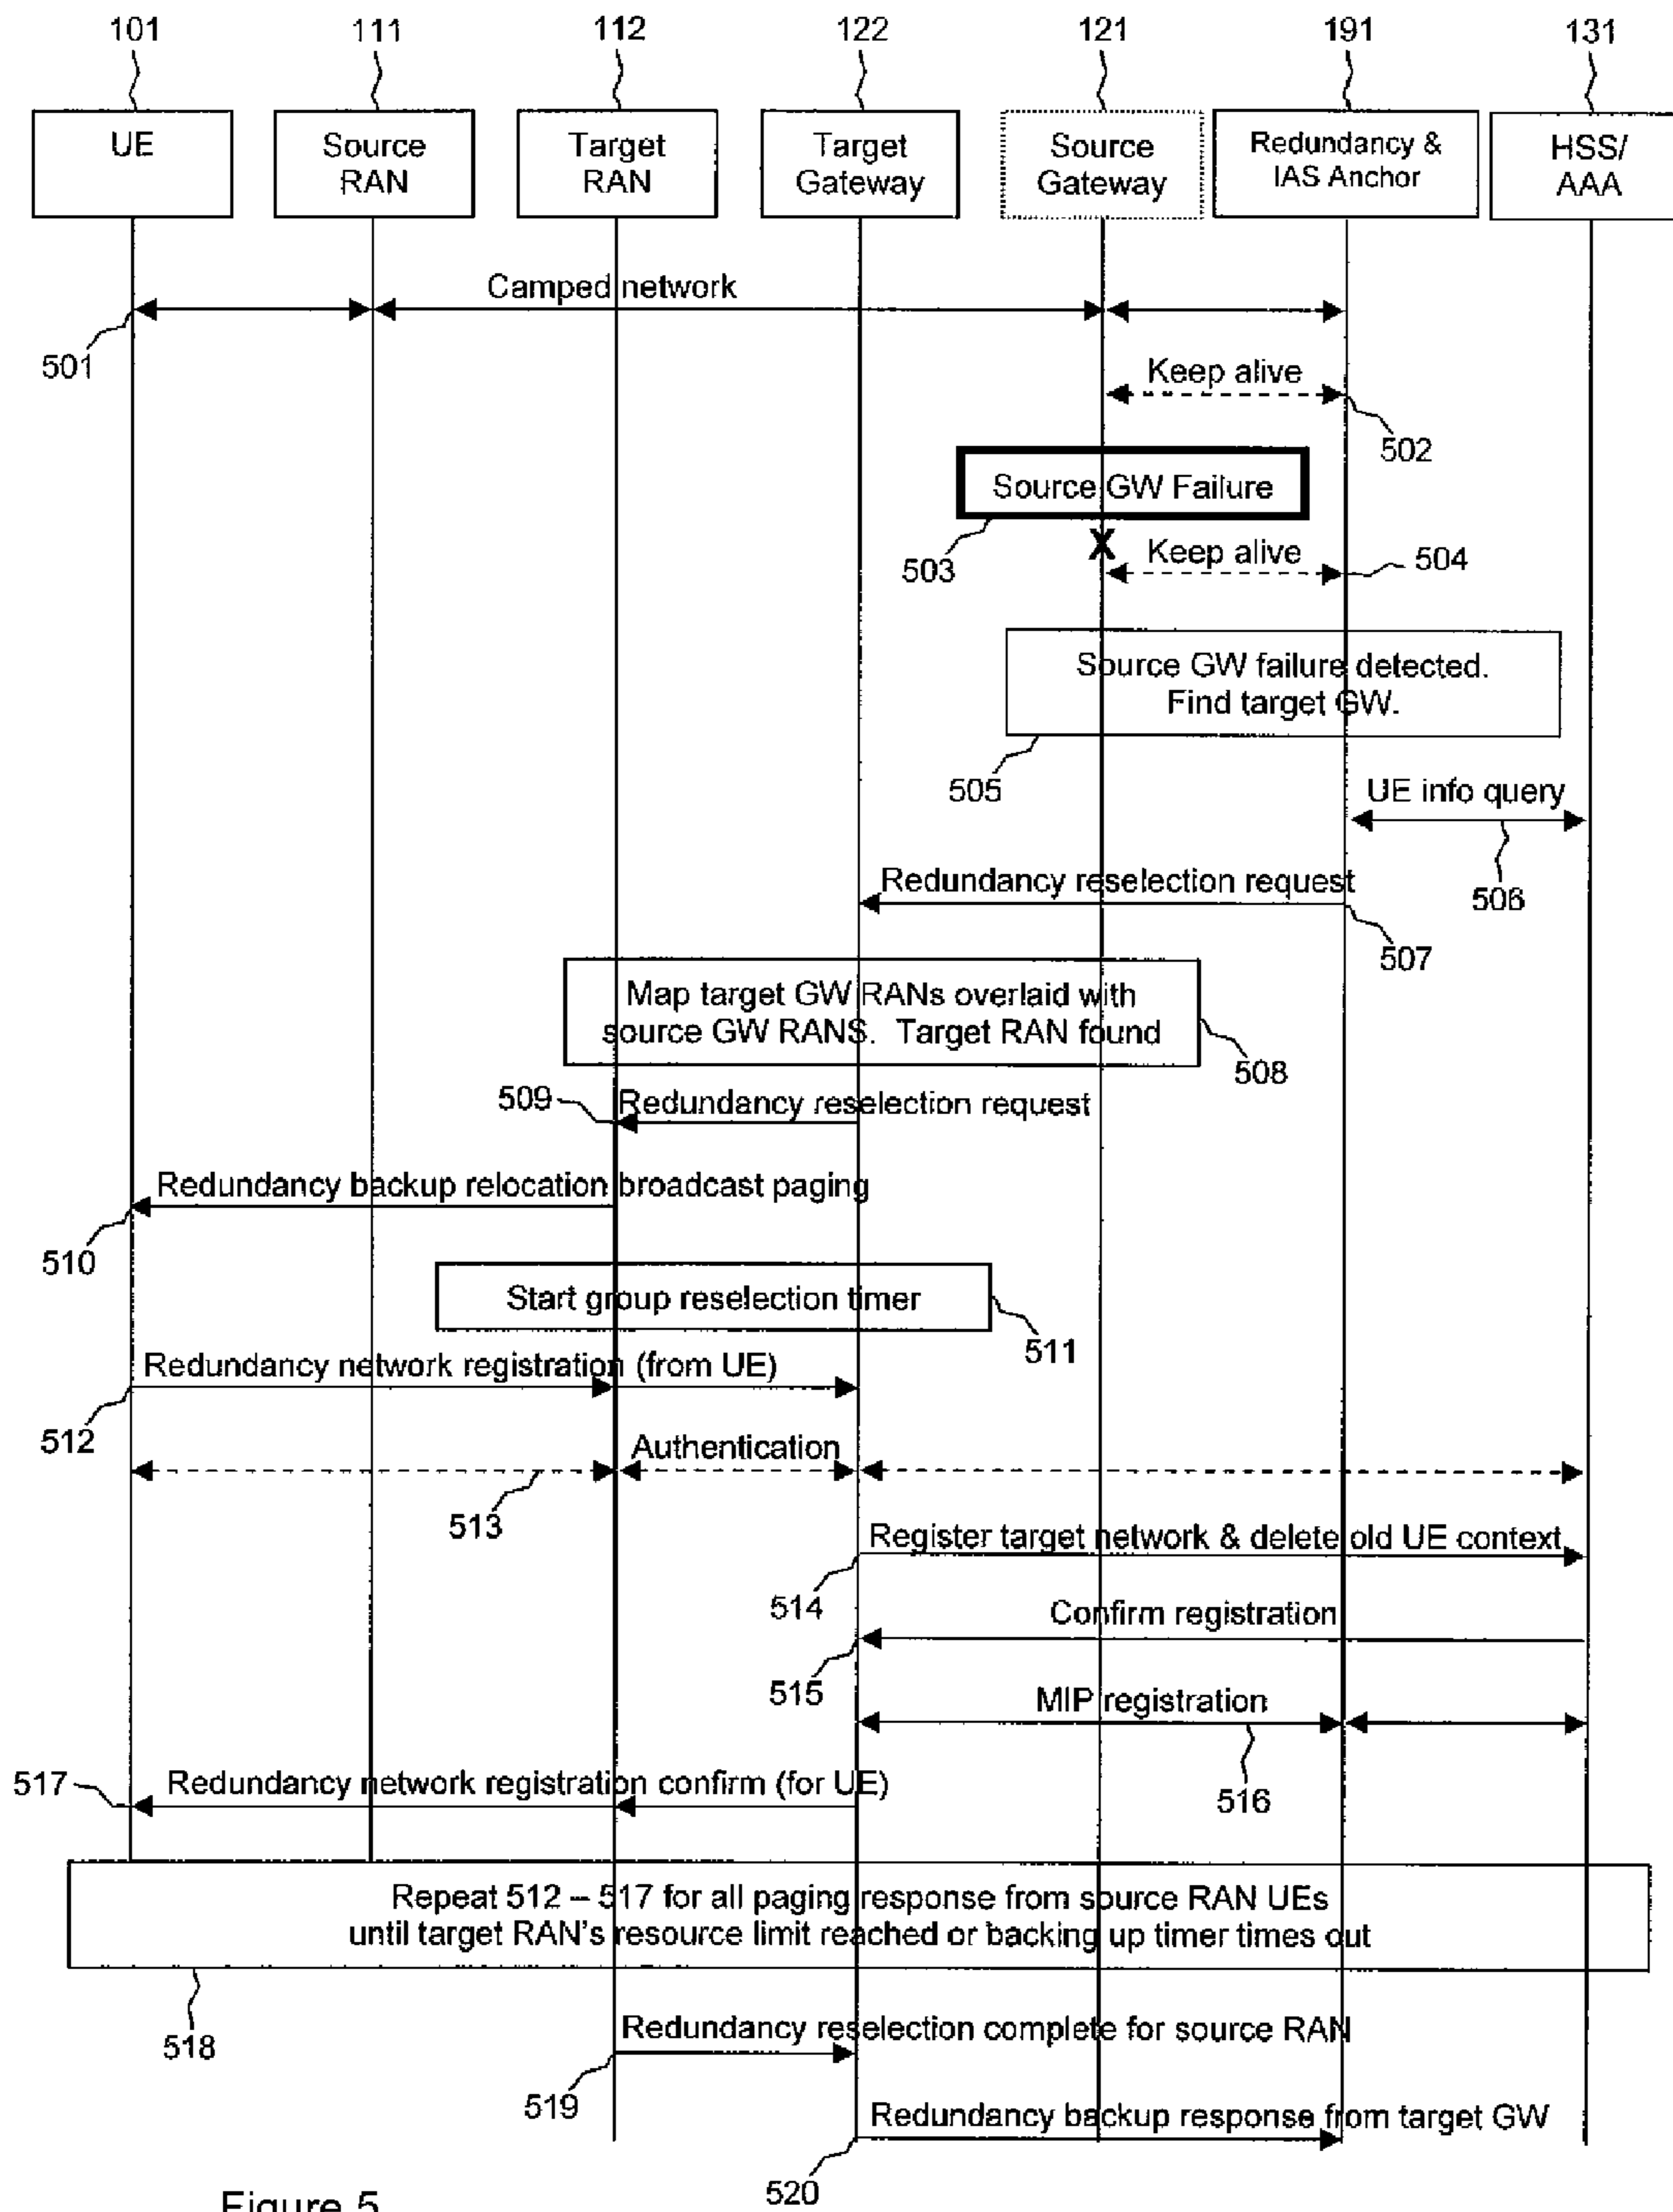 101 111 112 122 121 191 131
UE
Source
RAN
Target
RAN
Target
Gateway
Source
Gateway
Redundancy &
IAS Anchor
HSS/
AAA
Camped network
501
Keep alive
502
Source GW Failure
503
X
Keep alive
504
Source GW failure detected.
Find target GW.
505
UE info query
506
Redundancy reselection request
507
Map target GW RANs overlaid with
source GW RANS. Target RAN found
508
509
Redundancy reselection request
Redundancy backup relocation broadcast paging
510
Start group reselection timer
511
Redundancy network registration (from UE)
512
Authentication
513
Register target network & delete old UE context
514
Confirm registration
515
MIP registration
516
517
Redundancy network registration confirm (for UE)
Repeat 512 – 517 for all paging response from source RAN UEs
until target RAN's resource limit reached or backing up timer times out
518
Redundancy reselection complete for source RAN
519
Redundancy backup response from target GW
520
Figure 5